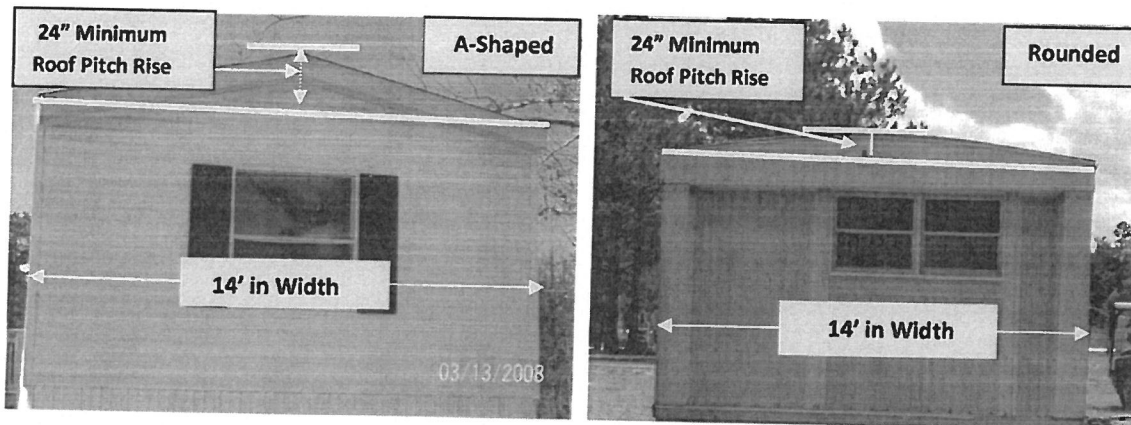 24” Minimum
Roof Pitch Rise
A-Shaped
14’ in Width
03/13/2008
24” Minimum
Roof Pitch Rise
Rounded
14’ in Width